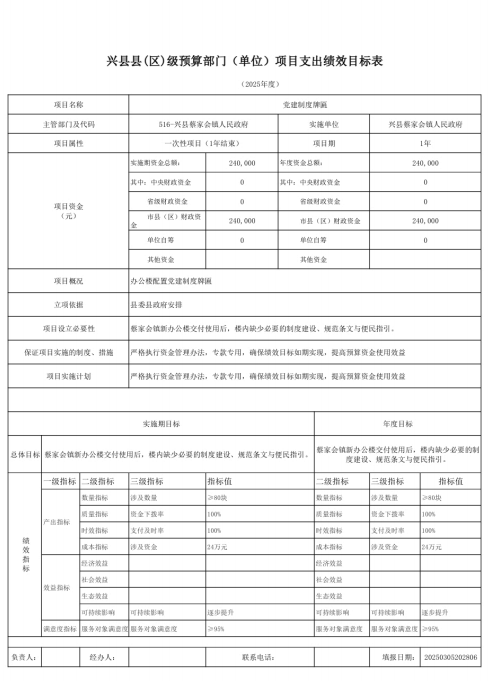 兴县县(区)级预算部门（单位）项目支出绩效目标表
（2025年度）
项目名称 党建制度牌匾
主管部门及代码 516-兴县蔡家会镇人民政府 实施单位 兴县蔡家会镇人民政府
项目属性 一次性项目（1年结束） 项目期 1年
项目资金（元） 实施期资金总额： 240,000 年度资金总额： 240,000
其中：中央财政资金 0 其中：中央财政资金 0
省级财政资金 0 省级财政资金 0
市县（区）财政资金 240,000 市县（区）财政资金 240,000
单位自筹 0 单位自筹 0
其他资金 其他资金
项目概况 办公楼配置党建制度牌匾
立项依据 县委县政府安排
项目设立必要性 蔡家会镇新办公楼交付使用后，楼内缺少必要的制度建设、规范条文与便民指引。
保证项目实施的制度、措施 严格执行资金管理办法，专款专用，确保绩效目标如期实现，提高预算资金使用效益
项目实施计划 严格执行资金管理办法，专款专用，确保绩效目标如期实现，提高预算资金使用效益
实施期目标 年度目标
总体目标 蔡家会镇新办公楼交付使用后，楼内缺少必要的制度建设、规范条文与便民指引。 蔡家会镇新办公楼交付使用后，楼内缺少必要的制度建设、规范条文与便民指引。
绩效指标 一级指标 二级指标 三级指标 指标值 二级指标 三级指标 指标值
产出指标 数量指标 涉及数量 ≥80块 数量指标 涉及数量 ≥80块
质量指标 资金下拨率 100% 质量指标 资金下拨率 100%
时效指标 支付及时率 100% 时效指标 支付及时率 100%
成本指标 涉及资金 24万元 成本指标 涉及资金 24万元
效益指标 经济效益 经济效益
社会效益 社会效益
生态效益 生态效益
可持续影响 可持续影响 逐步提升 可持续影响 可持续影响 逐步提升
满意度指标 服务对象满意度 服务对象满意度 ≥95% 服务对象满意度 服务对象满意度 ≥95%
负责人： 经办人： 联系电话： 填报日期： 20250305202806